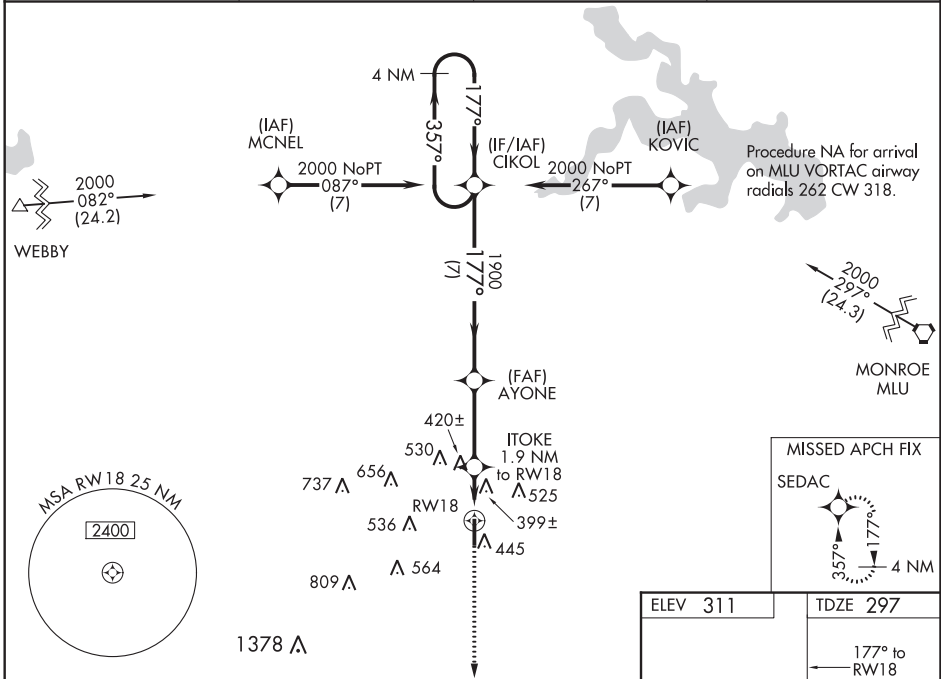 4 NM
177°
357°
(IAF)
MCNEL
2000 NoPT
087°
(7)
(IF/IAF)
CIKOL
2000 NoPT
267°
(7)
(IAF)
KOVIC
Procedure NA for arrival
on MLU VORTAC airway
radials 262 CW 318.
2000
082°
(24.2)
WEBBY
1900
177°
(7)
2000
297°
(24.3)
MONROE
MLU
(FAF)
AYONE
420±
530
ITOKE
1.9 NM
to RW18
737
656
525
RW18
399±
536
445
564
809
1378
MSA RW18 25 NM
2400
MISSED APCH FIX
SEDAC
357°
177°
4 NM
ELEV 311
TDZE 297
177° to
RW18